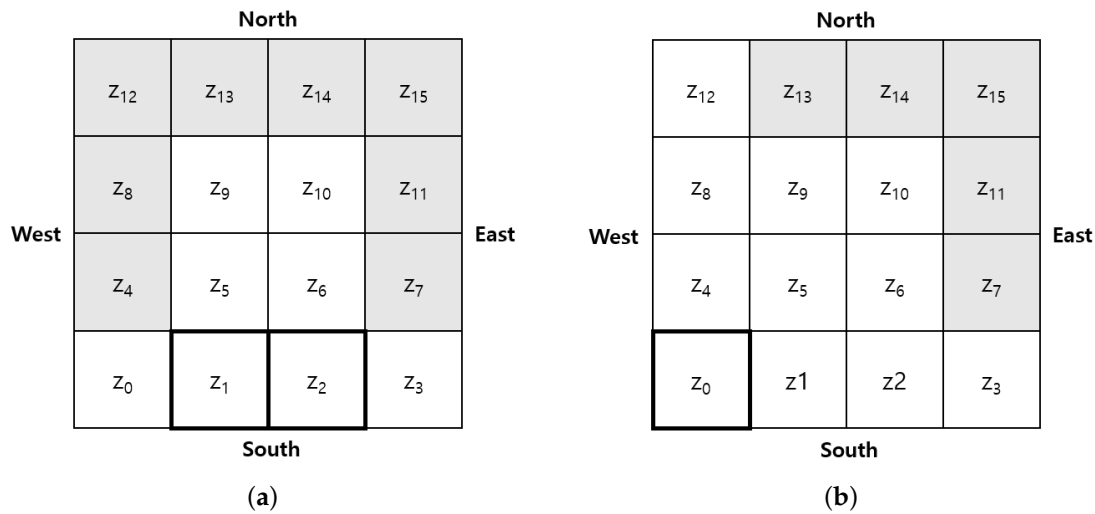 North North
z12 z13 z14 z15 z12 z13 z14 z15
z8 z9 z10 z11 z8 z9 z10 z11
West East West East
z4 z5 z6 z7 z4 z5 z6 z7
z0 z1 z2 z3 z0 z1 z2 z3
South South
(a) (b)